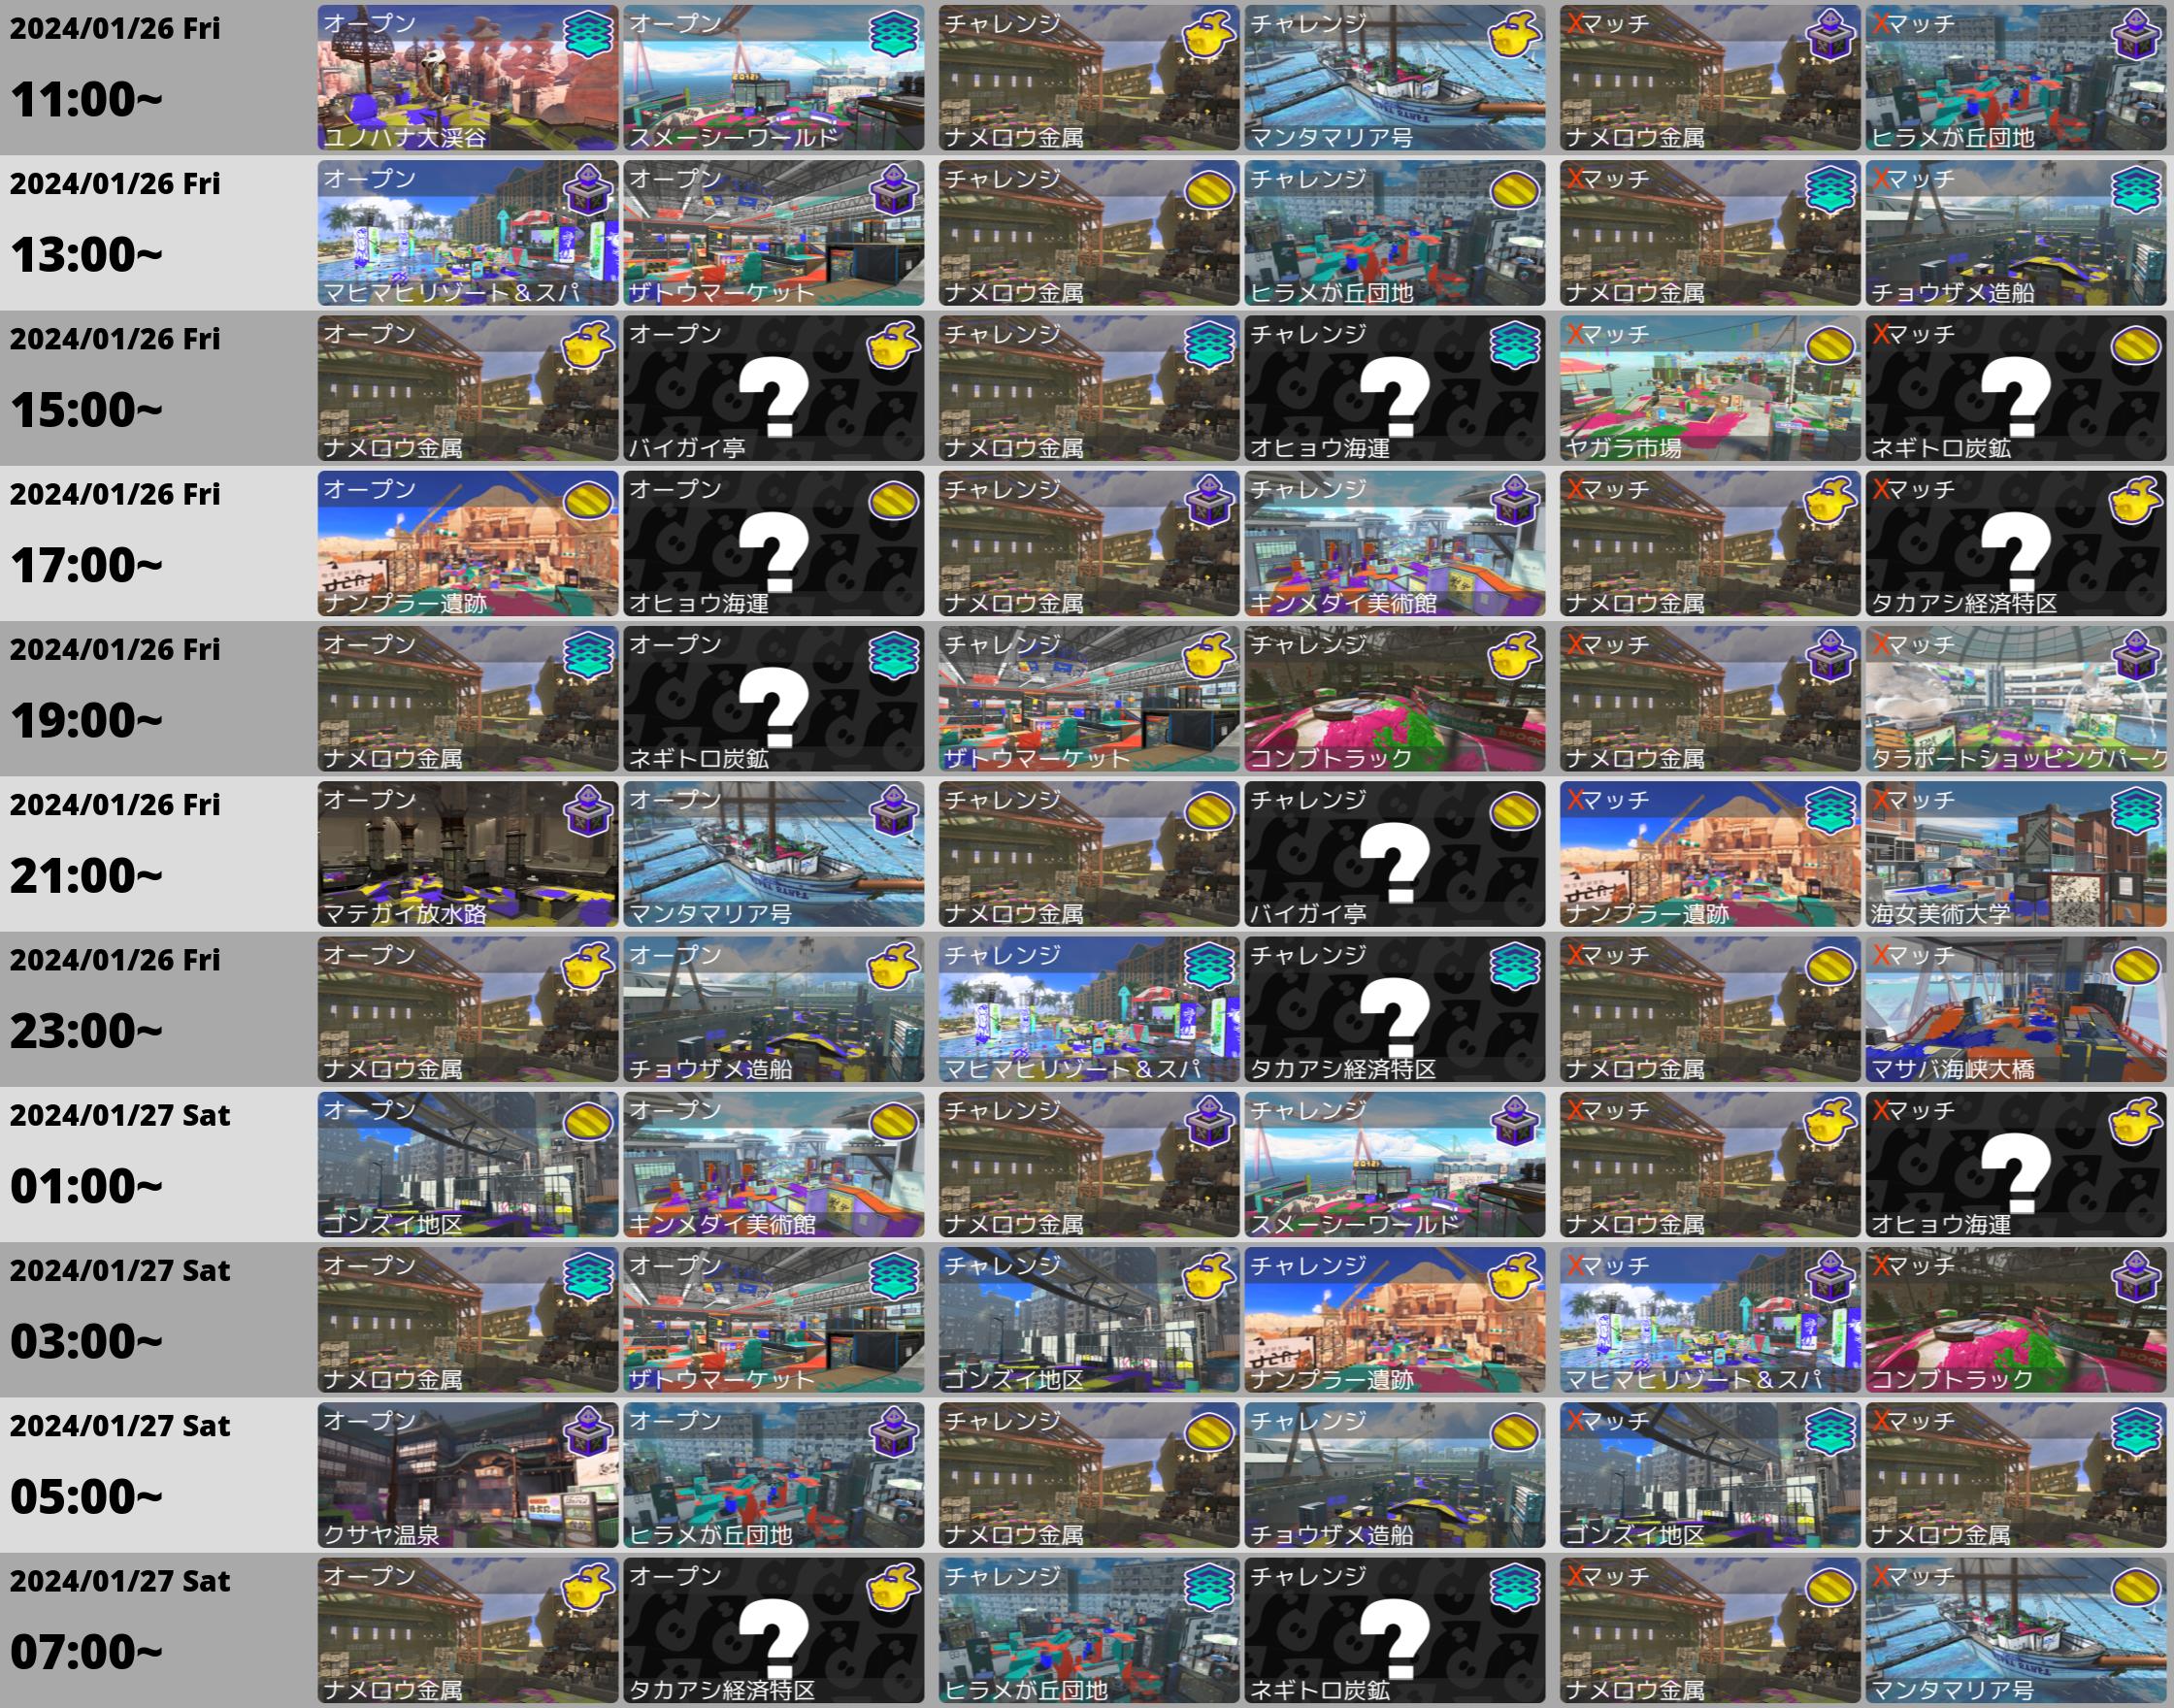 2024/01/26 Fri
11:00~
オープン
ユノハナ大渓谷
オープン
スメーシーワールド
チャレンジ
ナメロウ金属
チャレンジ
マンタマリア号
Xマッチ
ナメロウ金属
Xマッチ
ヒラメが丘団地
2024/01/26 Fri
13:00~
オープン
マヒマヒリゾート&スパ
オープン
ザトウマーケット
チャレンジ
ナメロウ金属
チャレンジ
ヒラメが丘団地
Xマッチ
ナメロウ金属
Xマッチ
チョウザメ造船
2024/01/26 Fri
15:00~
オープン
ナメロウ金属
オープン
?
バイガイ亭
チャレンジ
ナメロウ金属
チャレンジ
?
オヒョウ海運
Xマッチ
ヤガラ市場
Xマッチ
?
ネギトロ炭鉱
2024/01/26 Fri
17:00~
オープン
ナンプラー遺跡
オープン
?
オヒョウ海運
チャレンジ
ナメロウ金属
チャレンジ
キンメダイ美術館
Xマッチ
ナメロウ金属
Xマッチ
?
タカアシ経済特区
2024/01/26 Fri
19:00~
オープン
ナメロウ金属
オープン
?
ネギトロ炭鉱
チャレンジ
ザトウマーケット
チャレンジ
コンブトラック
Xマッチ
ナメロウ金属
Xマッチ
タラポートショッピングパーク
2024/01/26 Fri
21:00~
オープン
マテガイ放水路
オープン
マンタマリア号
チャレンジ
ナメロウ金属
チャレンジ
?
バイガイ亭
Xマッチ
ナンプラー遺跡
Xマッチ
海女美術大学
2024/01/26 Fri
23:00~
オープン
ナメロウ金属
オープン
チョウザメ造船
チャレンジ
マヒマヒリゾート&スパ
チャレンジ
?
タカアシ経済特区
Xマッチ
ナメロウ金属
Xマッチ
マサバ海峡大橋
2024/01/27 Sat
01:00~
オープン
ゴンズイ地区
オープン
キンメダイ美術館
チャレンジ
ナメロウ金属
チャレンジ
スメーシーワールド
Xマッチ
ナメロウ金属
Xマッチ
?
オヒョウ海運
2024/01/27 Sat
03:00~
オープン
ナメロウ金属
オープン
ザトウマーケット
チャレンジ
ゴンズイ地区
チャレンジ
ナンプラー遺跡
Xマッチ
マヒマヒリゾート&スパ
Xマッチ
コンブトラック
2024/01/27 Sat
05:00~
オープン
クサヤ温泉
オープン
ヒラメが丘団地
チャレンジ
ナメロウ金属
チャレンジ
チョウザメ造船
Xマッチ
ゴンズイ地区
Xマッチ
ナメロウ金属
2024/01/27 Sat
07:00~
オープン
ナメロウ金属
オープン
?
タカアシ経済特区
チャレンジ
ヒラメが丘団地
チャレンジ
?
ネギトロ炭鉱
Xマッチ
ナメロウ金属
Xマッチ
マンタマリア号